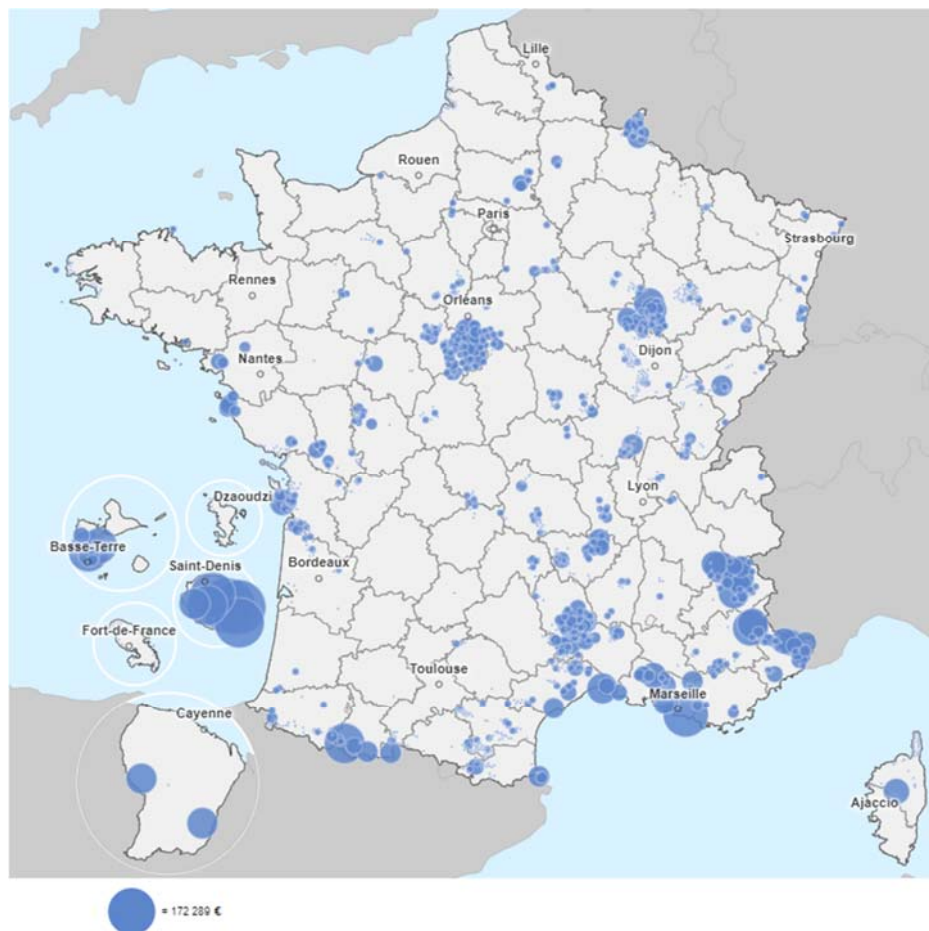 Lille
Rouen
Paris
Strasbourg
Rennes
Orléans
Nantes
Dijon
Dzaoudzi
Lyon
Basse-Terre
Saint-Denis
Bordeaux
Fort-de-France
Toulouse
Marseille
Cayenne
Ajaccio
= 172 289 €